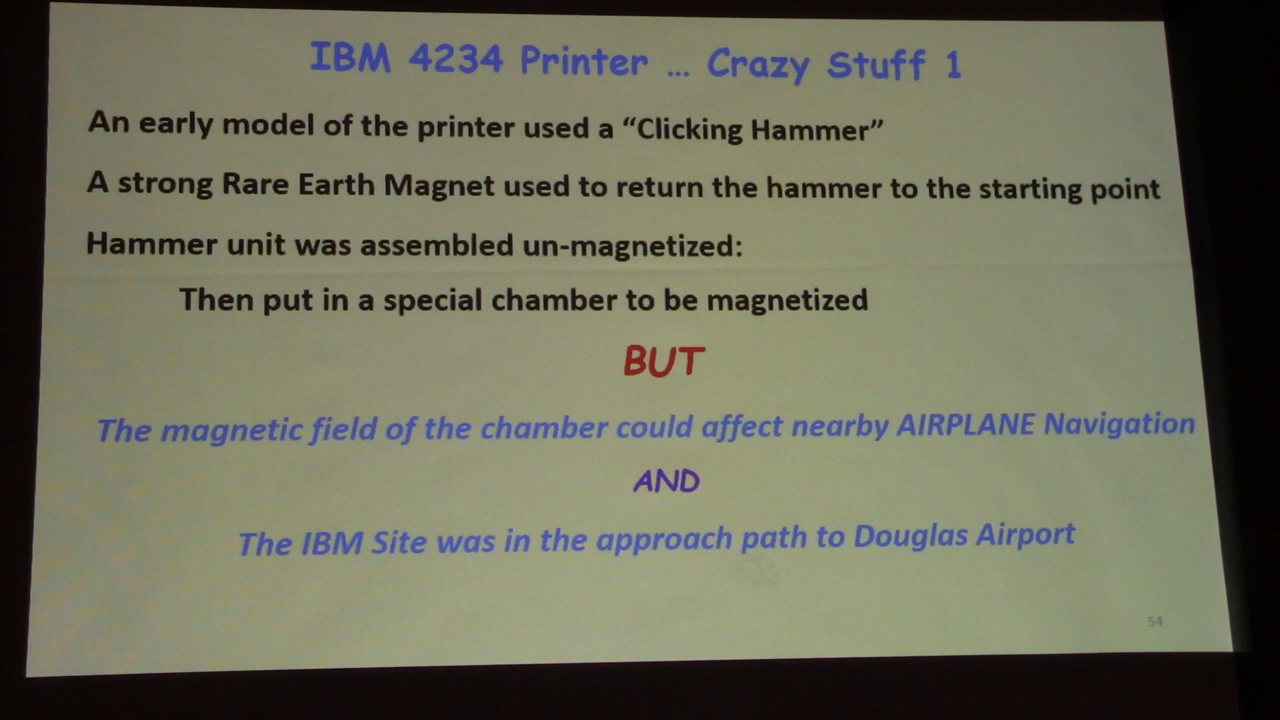 IBM 4234 Printer ... Crazy Stuff 1
An early model of the printer used a “Clicking Hammer”
A strong Rare Earth Magnet used to return the hammer to the starting point
Hammer unit was assembled un-magnetized:
Then put in a special chamber to be magnetized
BUT
The magnetic field of the chamber could affect nearby AIRPLANE Navigation
AND
The IBM Site was in the approach path to Douglas Airport
54